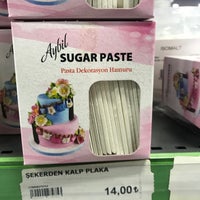 Aybil
SUGAR PASTE
Pasta Dekorasyon Hamuru
ŞEKERDEN KALP PLAKA
14,00₺